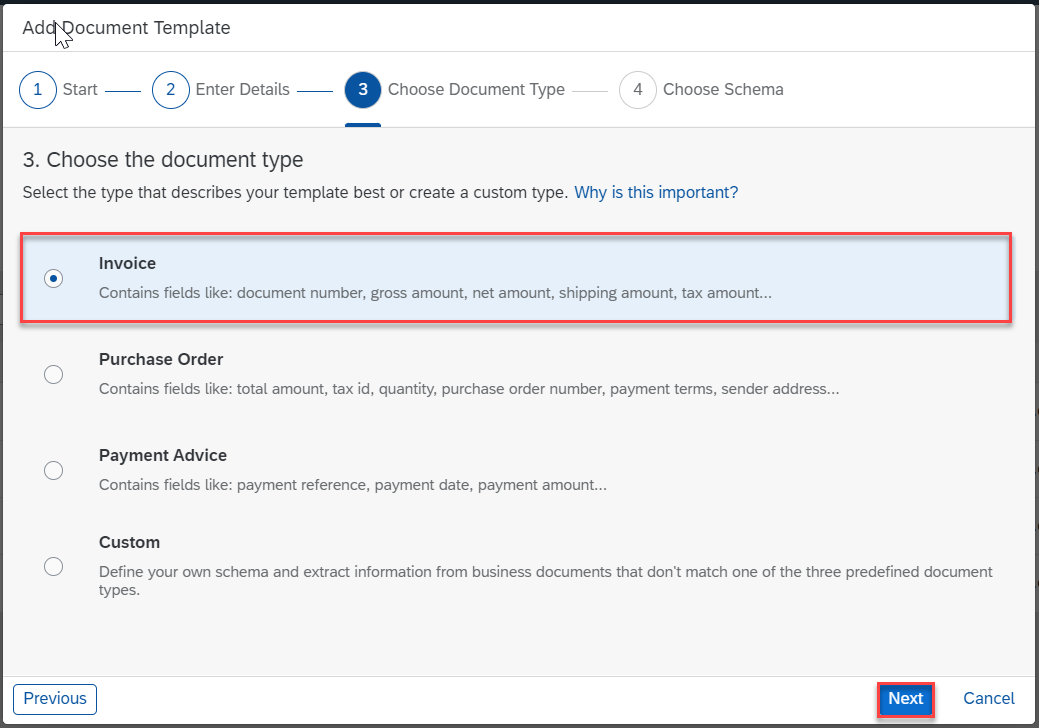 Add Document Template
1 Start 2 Enter Details 3 Choose Document Type 4 Choose Schema
3. Choose the document type
Select the type that describes your template best or create a custom type. Why is this important?
Invoice
Contains fields like: document number, gross amount, net amount, shipping amount, tax amount...
Purchase Order
Contains fields like: total amount, tax id, quantity, purchase order number, payment terms, sender address...
Payment Advice
Contains fields like: payment reference, payment date, payment amount...
Custom
Define your own schema and extract information from business documents that don't match one of the three predefined document
types.
Previous Next Cancel